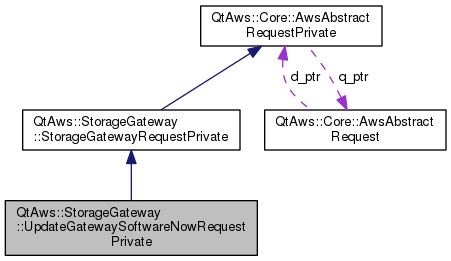 QtAws::Core::AwsAbstract
RequestPrivate
d_ptr
q_ptr
QtAws::StorageGateway
::StorageGatewayRequestPrivate
QtAws::Core::AwsAbstract
Request
QtAws::StorageGateway
::UpdateGatewaySoftwareNowRequest
Private